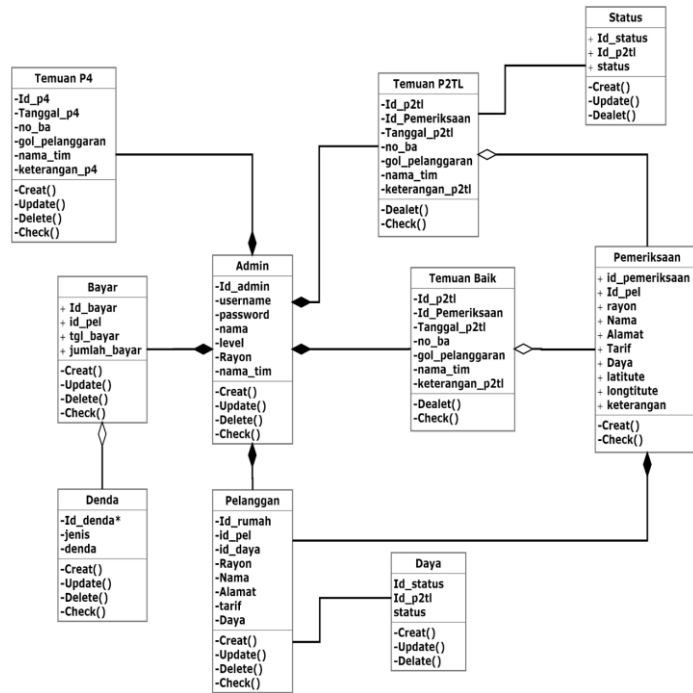 Status
+ Id_status
+ Id_p2tl
+ status
-Creat()
-Update()
-Dealet()
Temuan P4
-Id_p4
-Tanggal_p4
-no_ba
-gol_pelanggaran
-nama_tim
-keterangan_p4
-Creat()
-Update()
-Delete()
-Check()
Temuan P2TL
-Id_p2tl
-Id_Pemeriksaan
-Tanggal_p2tl
-no_ba
-gol_pelanggaran
-nama_tim
-keterangan_p2tl
-Dealet()
-Check()
Bayar
+ Id_bayar
+ id_pel
+ tgl_bayar
+ jumlah_bayar
-Creat()
-Update()
-Delete()
-Check()
Admin
-Id_admin
-username
-password
-nama
-level
-Rayon
-nama_tim
-Creat()
-Update()
-Delete()
-Check()
Temuan Baik
-Id_p2tl
-Id_Pemeriksaan
-Tanggal_p2tl
-no_ba
-gol_pelanggaran
-nama_tim
-keterangan_p2tl
-Dealet()
-Check()
Pemeriksaan
+ id_pemeriksaan
+ Id_pel
+ rayon
+ Nama
+ Alamat
+ Tarif
+ Daya
+ latitute
+ longtitute
+ keterangan
-Creat()
-Check()
Denda
-Id_denda*
-jenis
-denda
-Creat()
-Update()
-Delete()
-Check()
Pelanggan
-Id_rumah
-id_pel
-id_daya
-Rayon
-Nama
-Alamat
-tarif
-Daya
-Creat()
-Update()
-Delete()
-Check()
Daya
Id_status
Id_p2tl
status
-Creat()
-Update()
-Delate()